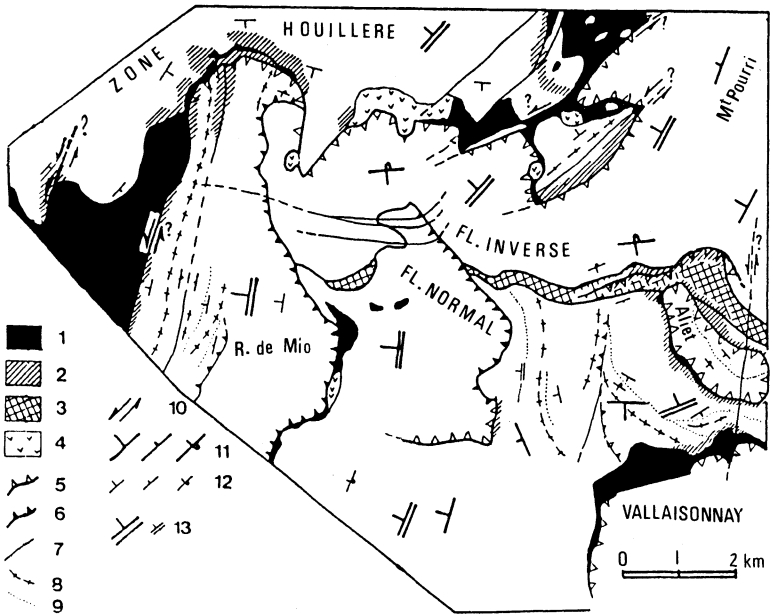 ZONE HOUILLERE
Mt Pourri
?
?
?
?
?
FL. INVERSE
FL. NORMAL
Aliet
R. de Mio
VALLAISONNAY
0 1 2 km
1
2
3
4
5
6
7
8
9
10
11
12
13